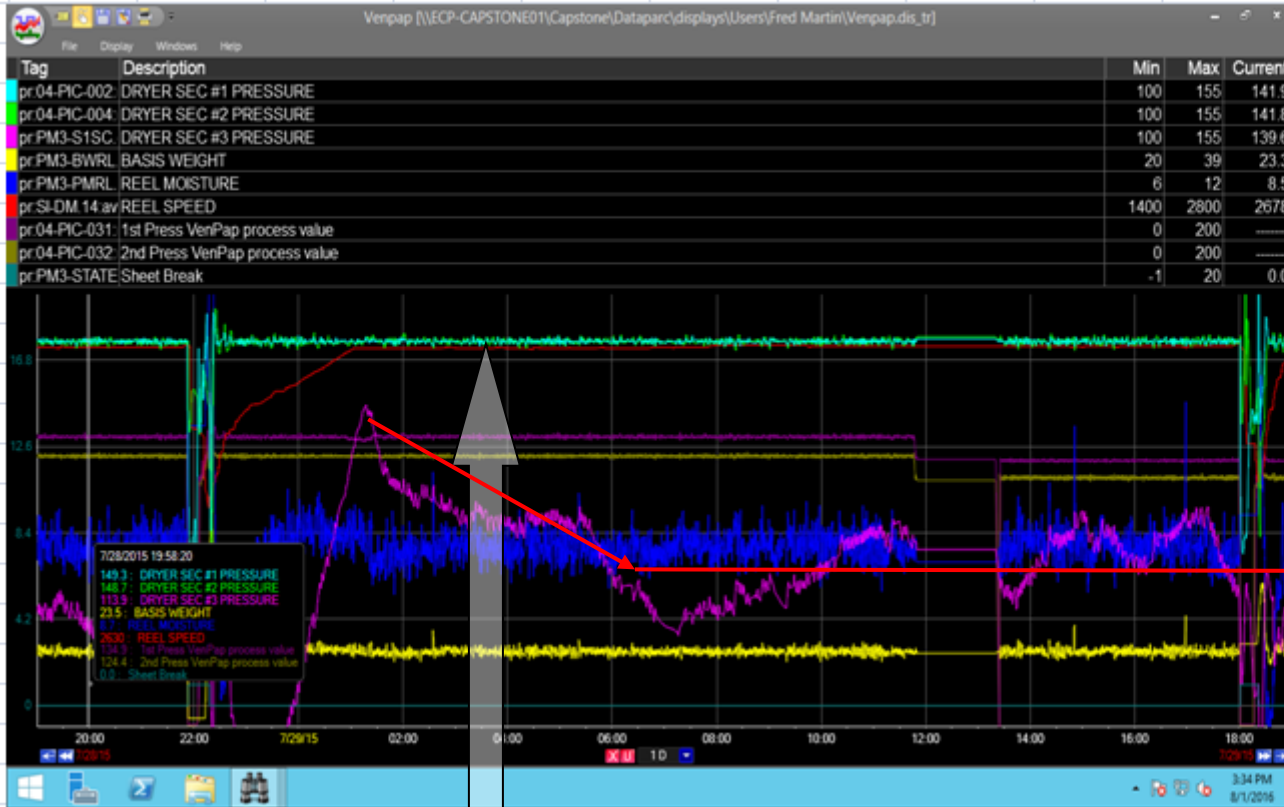 Venpap [\\ECP-CAPSTONE01\Capstone\Dataparc\displays\Users\Fred Martin\Venpap.dis_tr]
File Display Windows Help
Tag Description Min Max Current
pr:04-PIC-002: DRYER SEC #1 PRESSURE 100 155 141.9
pr:04-PIC-004: DRYER SEC #2 PRESSURE 100 155 141.8
pr:PM3-S1SC. DRYER SEC #3 PRESSURE 100 155 139.6
pr:PM3-BWRL. BASIS WEIGHT 20 39 23.3
pr:PM3-PMRL. REEL MOISTURE 6 12 8.5
pr:SI-DM.14:av REEL SPEED 1400 2800 2678
pr:04-PIC-031: 1st Press VenPap process value 0 200 ------
pr:04-PIC-032: 2nd Press VenPap process value 0 200 ------
pr:PM3-STATE Sheet Break -1 20 0.0
16.8
12.6
8.4
4.2
0
7/28/2015 19:58:20
149.3 : DRYER SEC #1 PRESSURE
148.7 : DRYER SEC #2 PRESSURE
113.9 : DRYER SEC #3 PRESSURE
23.5 : BASIS WEIGHT
8.7 : REEL MOISTURE
2630 : REEL SPEED
134.9 : 1st Press VenPap process value
124.4 : 2nd Press VenPap process value
0.0 : Sheet Break
20:00 22:00 7/29/15 02:00 04:00 06:00 08:00 10:00 12:00 14:00 16:00 18:00
7/28/15 X U 1 D 7/29/15
3:34 PM
8/1/2016